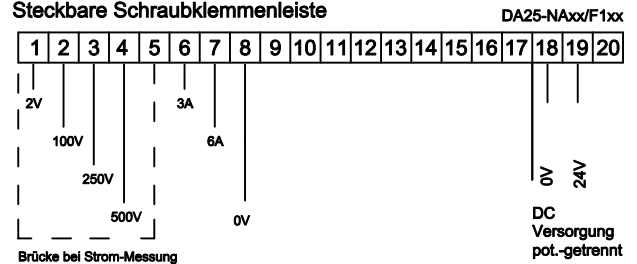 Steckbare Schraubklemmenleiste
DA25-NAxx/F1xx
1 2 3 4 5 6 7 8 9 10 11 12 13 14 15 16 17 18 19 20
2V
3A
100V
6A
250V
0V
24V
500V
0V
DC
Versorgung
pot.-getrennt
Brücke bei Strom-Messung